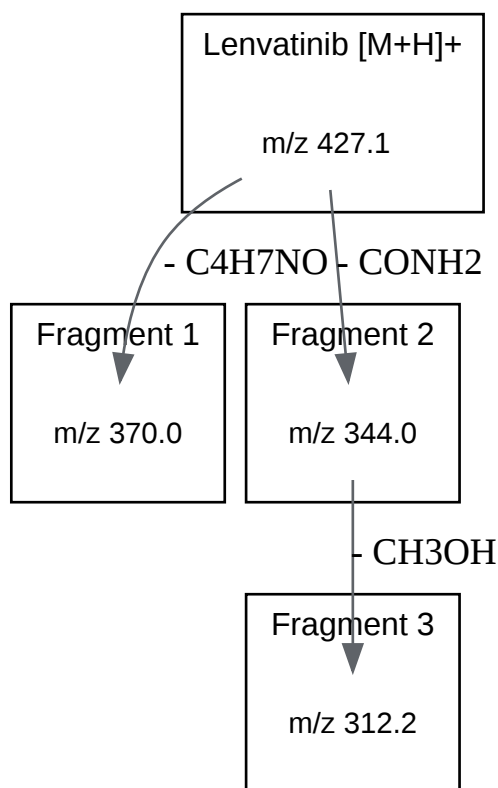 Lenvatinib [M+H]+
m/z 427.1
- C4H7NO
- CONH2
Fragment 1
Fragment 2
m/z 370.0
m/z 344.0
- CH3OH
Fragment 3
m/z 312.2